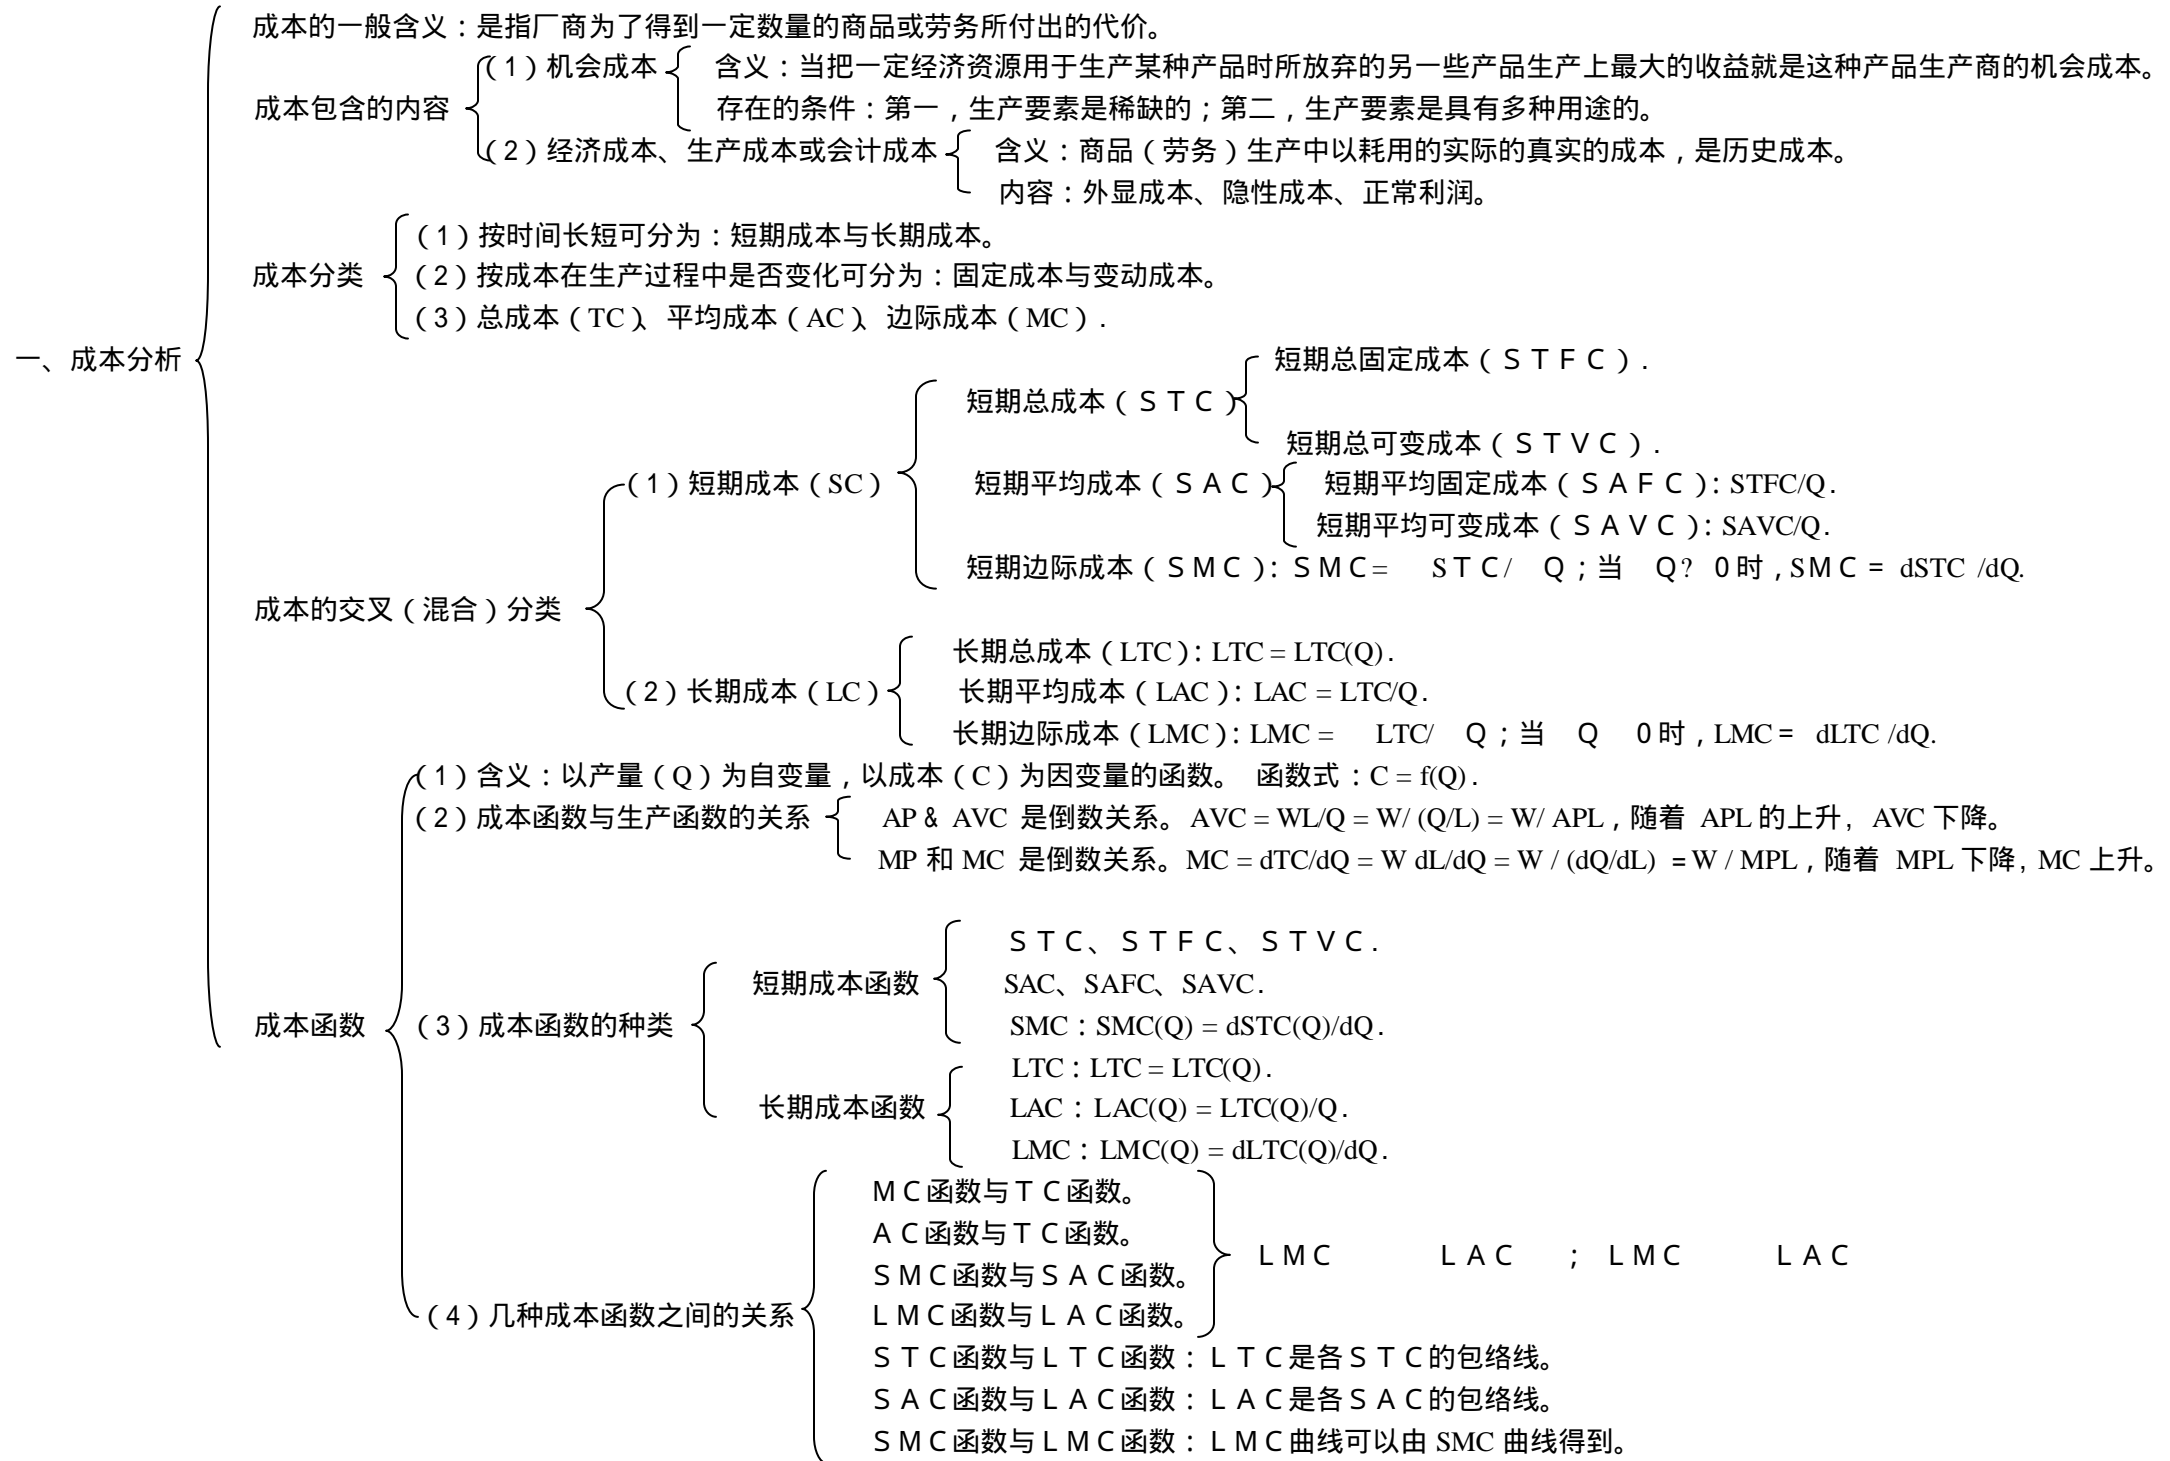 成本的一般含义：是指厂商为了得到一定数量的商品或劳务所付出的代价。
（1）机会成本 含义：当把一定经济资源用于生产某种产品时所放弃的另一些产品生产上最大的收益就是这种产品生产商的机会成本。
成本包含的内容 存在的条件：第一，生产要素是稀缺的；第二，生产要素是具有多种用途的。
（2）经济成本、生产成本或会计成本 含义：商品（劳务）生产中以耗用的实际的真实的成本，是历史成本。
内容：外显成本、隐性成本、正常利润。
（1）按时间长短可分为：短期成本与长期成本。
成本分类 （2）按成本在生产过程中是否变化可分为：固定成本与变动成本。
（3）总成本（TC）、平均成本（AC）、边际成本（MC）.
一、成本分析 短期总固定成本（ＳＴＦＣ）.
短期总成本（ＳＴＣ）
短期总可变成本（ＳＴＶＣ）.
（1）短期成本（SC） 短期平均成本（ＳＡＣ） 短期平均固定成本（ＳＡＦＣ）：STFC/Q.
短期平均可变成本（ＳＡＶＣ）：SAVC/Q.
短期边际成本（ＳＭＣ）：ＳＭＣ= SＴＣ/ Ｑ；当 Ｑ? 0时，SＭＣ = dSTC /dQ.
成本的交叉（混合）分类
长期总成本（LTC）：LTC = LTC(Q).
（2）长期成本（LC） 长期平均成本（LAC）：LAC = LTC/Q.
长期边际成本（LMC）：LMC = LTC/ Ｑ；当 Ｑ 0时，LMC = dLTC /dQ.
（1）含义：以产量（Q）为自变量，以成本（C）为因变量的函数。 函数式：C = f(Q).
（2）成本函数与生产函数的关系 AP & AVC 是倒数关系。AVC = WL/Q = W/ (Q/L) = W/ APL，随着 APL 的上升，AVC 下降。
MP 和 MC 是倒数关系。MC = dTC/dQ = W dL/dQ = W / (dQ/dL) = W / MPL，随着 MPL 下降，MC 上升。
ＳＴＣ、ＳＴＦＣ、ＳＴＶＣ.
短期成本函数 SAC、SAFC、SAVC.
成本函数 （3）成本函数的种类 SMC：SMC(Q) = dSTC(Q)/dQ.
LTC：LTC = LTC(Q).
长期成本函数 LAC：LAC(Q) = LTC(Q)/Q.
LMC：LMC(Q) = dLTC(Q)/dQ.
ＭＣ函数与ＴＣ函数。
ＡＣ函数与ＴＣ函数。
ＬＭＣ ＬＡＣ ； ＬＭＣ ＬＡＣ
ＳＭＣ函数与ＳＡＣ函数。
（4）几种成本函数之间的关系 ＬＭＣ函数与ＬＡＣ函数。
ＳＴＣ函数与ＬＴＣ函数：ＬＴＣ是各ＳＴＣ的包络线。
ＳＡＣ函数与ＬＡＣ函数：ＬＡＣ是各ＳＡＣ的包络线。
ＳＭＣ函数与ＬＭＣ函数：ＬＭＣ曲线可以由 SMC 曲线得到。